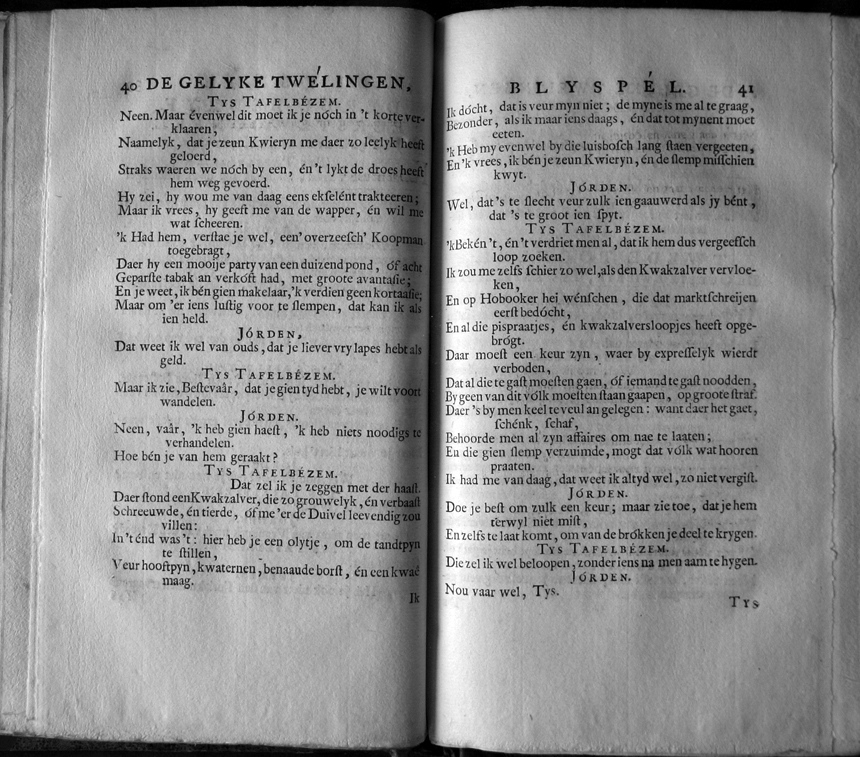 40 DE GELYKE TWÉLINGEN,
TYS TAFELBÉZEM.
Neen. Maar évenwel dit moet ik je nóch in 't korte ver-
klaaren,
Naamelyk, dat je zeun Kwieryn me daer zo leelyk heeft
geloerd,
Straks waeren we nóch by een, én 't lykt de droes heeft
hem weg gevoerd.
Hy zei, hy wou me van daag eens ekselént trakteeren;
Maar ik vrees, hy geeft me van de wapper, én wil me
wat scheeren.
'k Had hem, verstae je wel, een' overzeesch' Koopman
toegebragt,
Daer hy een mooije party van een duizend pond, óf acht
Geparste tabak an verkóft had, met groote avantasie;
En je weet, ik bén gien makelaar, 'k verdien geen kortaasie;
Maar om 'er iens lustig voor te slempen, dat kan ik als
ien held.
JÓRDEN,
Dat weet ik wel van ouds, dat je liever vry lapes hebt als
geld.
TYS TAFELBÉZEM.
Maar ik zie, Bestevaâr, dat je gien tyd hebt, je wilt voort
wandelen.
JÓRDEN.
Neen, vaâr, 'k heb gien haest, 'k heb niets noodigs te
verhandelen.
Hoe bén je van hem geraakt?
TYS TAFELBÉZEM.
Dat zel ik je zeggen met der haast.
Daer stond een Kwakzalver, die zo grouwelyk, én verbaast
Schreeuwde, én tierde, óf me 'er de Duivel leevendig zou
villen:
In 't énd was 't: hier heb je een olytje, om de tandtpyn
te stillen,
Veur hooftpyn, kwaternen, benaaude borst, én een kwaê
maag.
Ik
BLYSPÉL. 41
Ik dócht, dat is veur myn niet; de myne is me al te graag,
Bezonder, als ik maar iens daags, én dat tot mynent moet
eeten.
'k Heb my evenwel by die luisbosch lang staen vergeeten,
En 'k vrees, ik bén je zeun Kwieryn, én de slemp misschien
kwyt.
JÓRDEN.
Wel, dat 's te slecht veur zulk ien gaauwerd als jy bént,
dat 's te groot ien spyt.
TYS TAFELBÉZEM.
'k Bekén 't, én 't verdriet men al, dat ik hem dus vergeefsch
loop zoeken.
Ik zou me zelfs schier zo wel, als den Kwakzalver vervloe-
ken,
En op Hobooker hei wénschen, die dat marktschreijen
eerst bedócht,
En al die pispraatjes, én kwakzalversloopjes heeft opge-
brógt.
Daar moest een keur zyn, waer by expresselyk wierdt
verboden,
Dat al die te gast moesten gaen, óf iemand te gast noodden,
By geen van dit vólk moesten staan gaapen, op groote straf.
Daer 's by men keel te veul an gelegen: want daer het gaet,
schénk, schaf,
Behoorde men al zyn affaires om nae te laaten;
Eu die gien slemp verzuimde, mogt dat vólk wat hooren
praaten.
Ik had me van daag, dat weet ik altyd wel, zo niet vergist.
JÓRDEN.
Doe je best om zulk een keur; maar zie toe, dat je hem
tèrwyl niet mist,
En zelfs te laat komt, om van de brókken je deel te krygen.
TYS TAFELBÉZEM.
Die zel ik wel beloopen, zonder iens na men aam te hygen.
JÓRDEN.
Nou vaar wel, Tys.
TYS